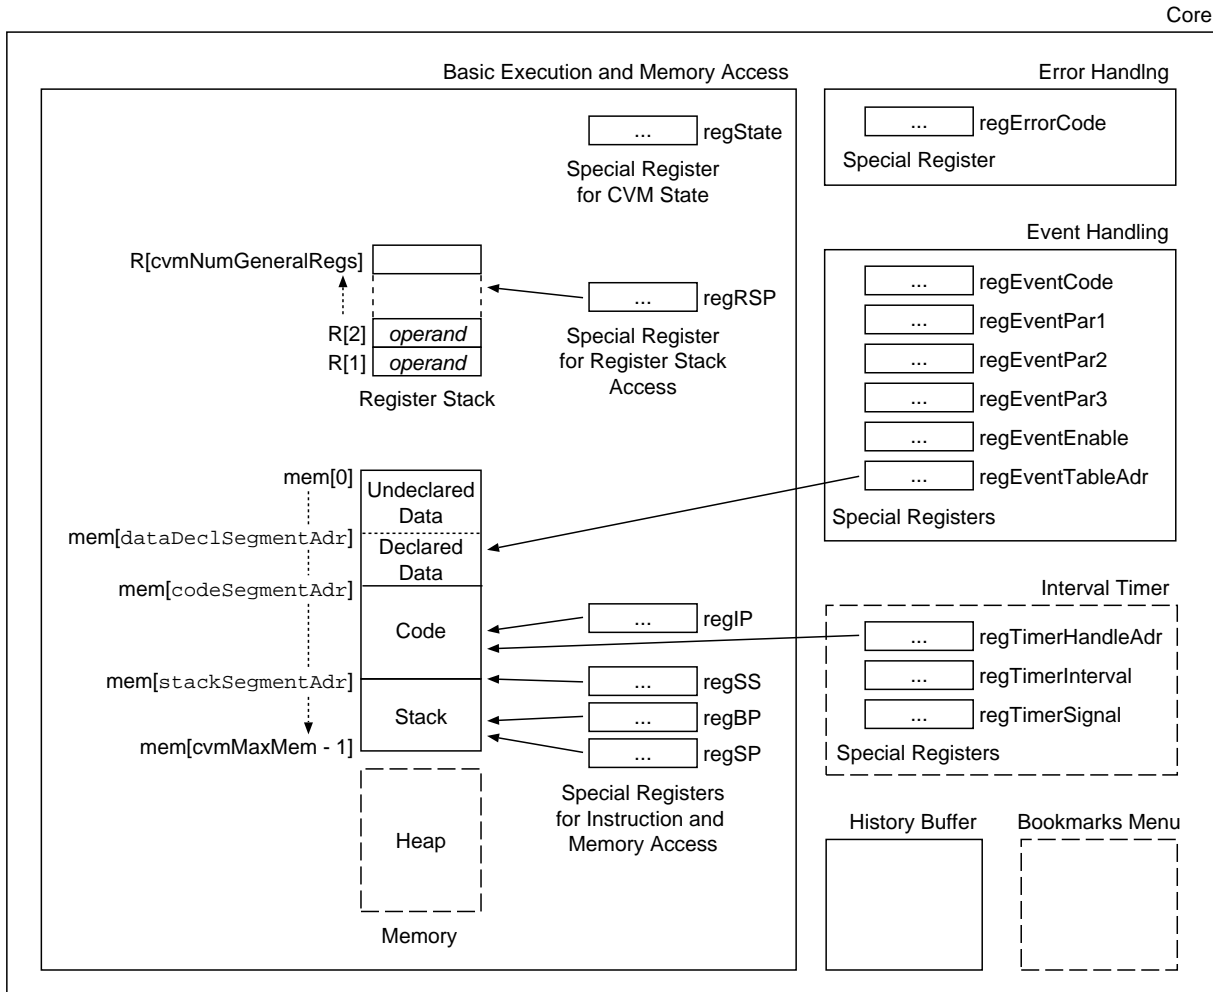 Core
Basic Execution and Memory Access
... regState
Special Register
for CVM State
R[cvmNumGeneralRegs]
... regRSP
R[2] operand
R[1] operand
Register Stack
Special Register
for Register Stack
Access
mem[0]
Undeclared
Data
mem[dataDeclSegmentAdr]
Declared
Data
mem[codeSegmentAdr]
Code
... regIP
mem[stackSegmentAdr]
... regSS
Stack
... regBP
mem[cvmMaxMem - 1]
... regSP
Special Registers
for Instruction and
Memory Access
Heap
Memory
Error Handlng
... regErrorCode
Special Register
Event Handling
... regEventCode
... regEventPar1
... regEventPar2
... regEventPar3
... regEventEnable
... regEventTableAdr
Special Registers
Interval Timer
... regTimerHandleAdr
... regTimerInterval
... regTimerSignal
Special Registers
History Buffer
Bookmarks Menu